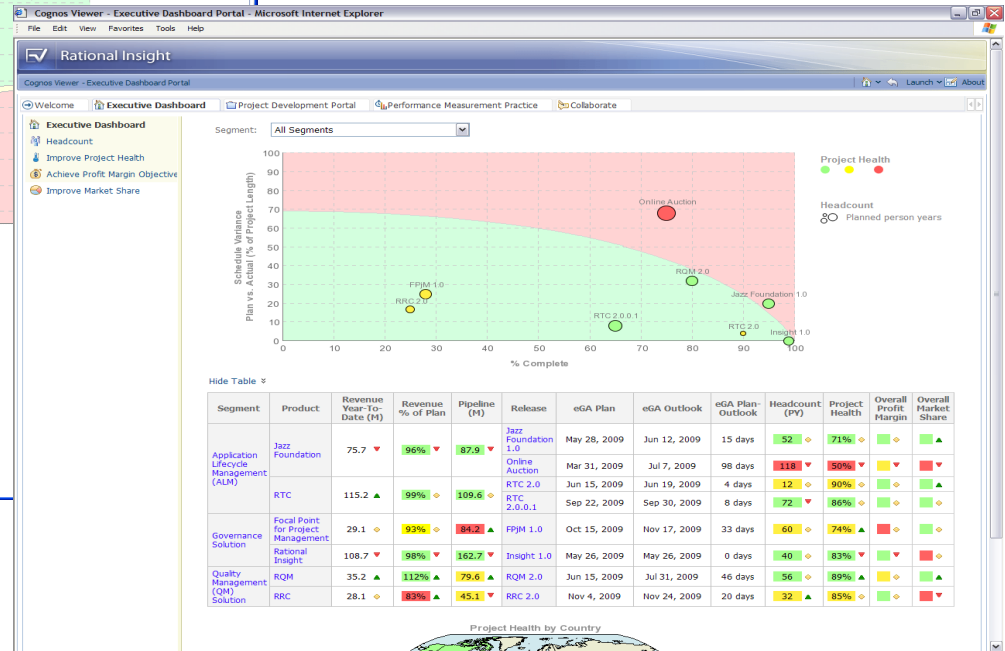 Cognos Viewer - Executive Dashboard Portal - Microsoft Internet Explorer
File Edit View Favorites Tools Help
Rational Insight
Cognos Viewer - Executive Dashboard Portal
Launch About
Welcome Executive Dashboard Project Development Portal Performance Measurement Practice Collaborate
Executive Dashboard
Headcount
Improve Project Health
Achieve Profit Margin Objective
Improve Market Share
Segment: All Segments
Schedule Variance
Plan vs. Actual (% of Project Length)
100
90
80
70
60
50
40
30
20
10
0
Online Auction
RQM 2.0
FPjM 1.0
RRC 2.0
Jazz Foundation 1.0
RTC 2.0.0.1
RTC 2.0
Insight 1.0
0 10 20 30 40 50 60 70 80 90 100
% Complete
Project Health
Headcount
Planned person years
Hide Table
Segment Product Revenue Year-To-Date (M) Revenue % of Plan Pipeline (M) Release eGA Plan eGA Outlook eGA Plan-Outlook Headcount (PY) Project Health Overall Profit Margin Overall Market Share
Application Lifecycle Management (ALM) Jazz Foundation 75.7 96% 87.9 Jazz Foundation 1.0 May 28, 2009 Jun 12, 2009 15 days 52 71%
Online Auction Mar 31, 2009 Jul 7, 2009 98 days 118 50%
RTC 115.2 99% 109.6 RTC 2.0 Jun 15, 2009 Jun 19, 2009 4 days 12 90%
RTC 2.0.0.1 Sep 22, 2009 Sep 30, 2009 8 days 72 86%
Governance Solution Focal Point for Project Management 29.1 93% 84.2 FPjM 1.0 Oct 15, 2009 Nov 17, 2009 33 days 60 74%
Rational Insight 108.7 98% 162.7 Insight 1.0 May 26, 2009 May 26, 2009 0 days 40 83%
Quality Management (QM) Solution RQM 35.2 112% 79.6 RQM 2.0 Jun 15, 2009 Jul 31, 2009 46 days 56 89%
RRC 28.1 83% 45.1 RRC 2.0 Nov 4, 2009 Nov 24, 2009 20 days 32 85%
Project Health by Country